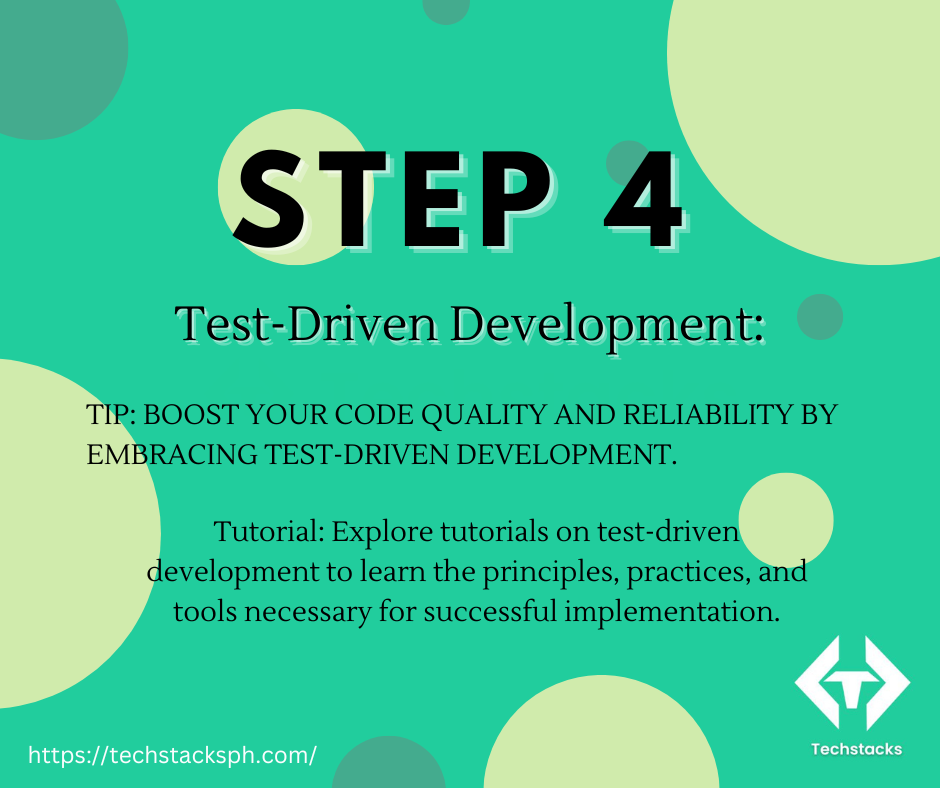 STEP 4
Test-Driven Development:
TIP: BOOST YOUR CODE QUALITY AND RELIABILITY BY
EMBRACING TEST-DRIVEN DEVELOPMENT.
Tutorial: Explore tutorials on test-driven
development to learn the principles, practices, and
tools necessary for successful implementation.
Techstacks
https://techstacksph.com/